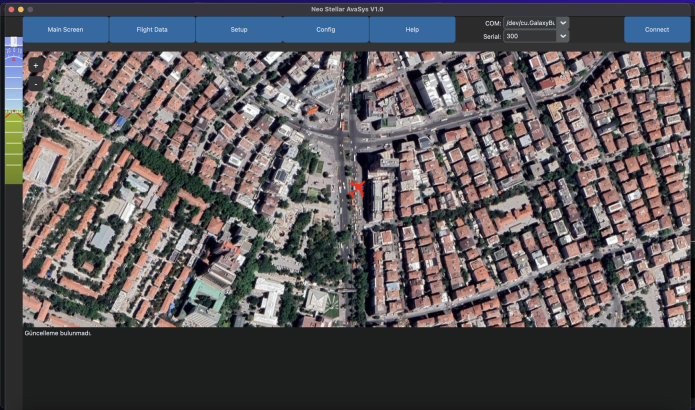 Neo Stellar AvaSys V1.0
Main Screen
Flight Data
Setup
Config
Help
COM: /dev/cu.GalaxyBu
Serial: 300
Connect
+
-
Güncelleme bulunmadı.